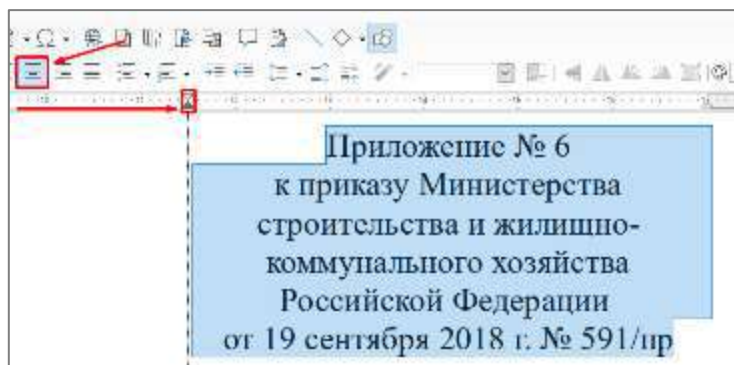 Приложение № 6
к приказу Министерства
строительства и жилищно-
коммунального хозяйства
Российской Федерации
от 19 сентября 2018 г. № 591/пр